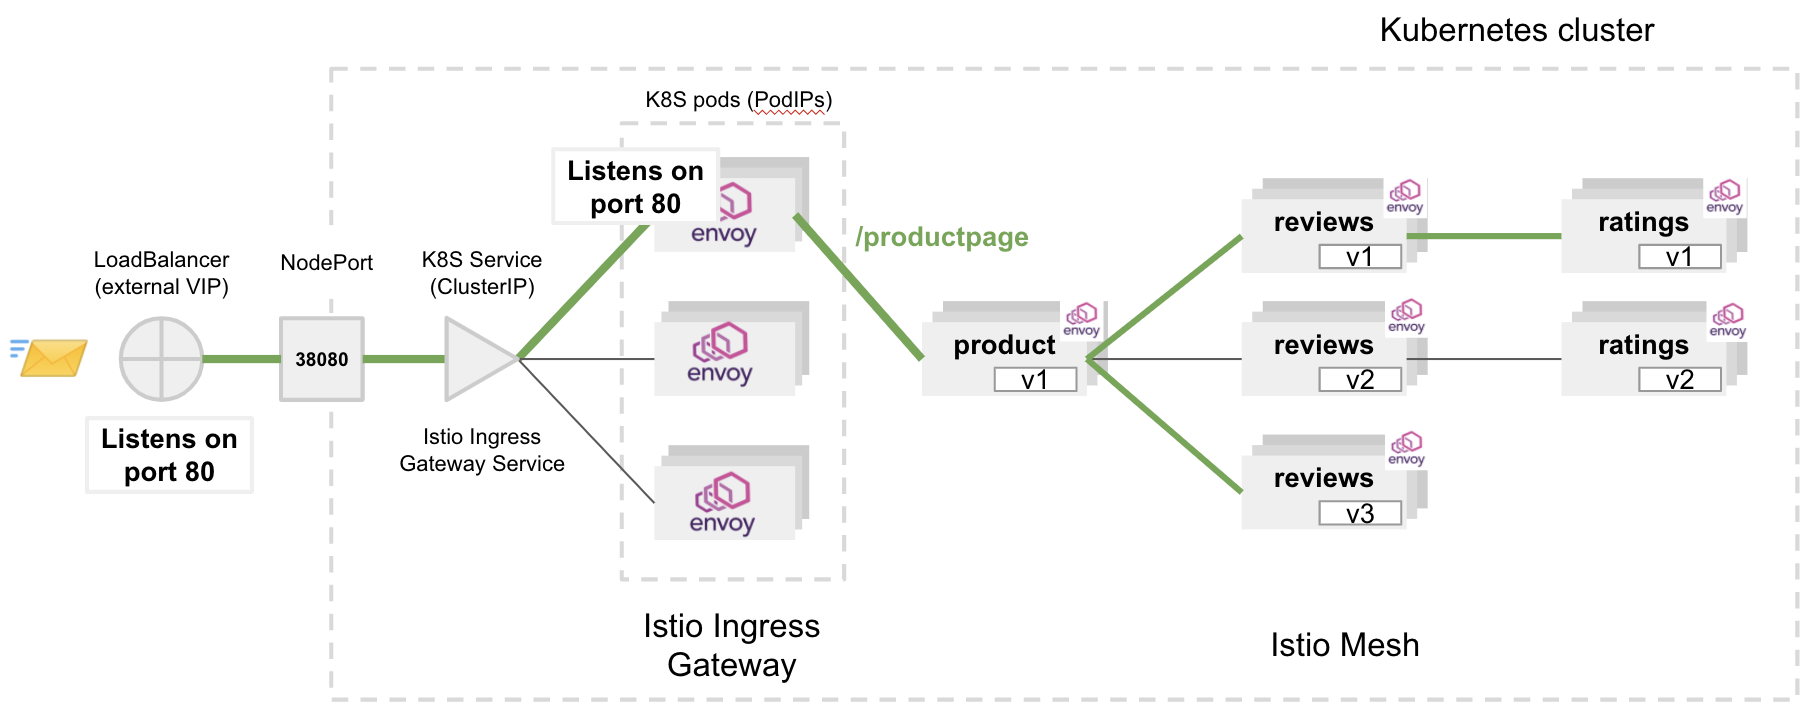 Kubernetes cluster
K8S pods (PodIPs)
Listens on
port 80
envoy
/productpage
LoadBalancer
(external VIP)
NodePort
K8S Service
(ClusterIP)
38080
Listens on
port 80
Istio Ingress
Gateway Service
envoy
envoy
product
v1
envoy
reviews
v1
envoy
ratings
v1
envoy
reviews
v2
envoy
ratings
v2
envoy
reviews
v3
envoy
Istio Ingress
Gateway
Istio Mesh